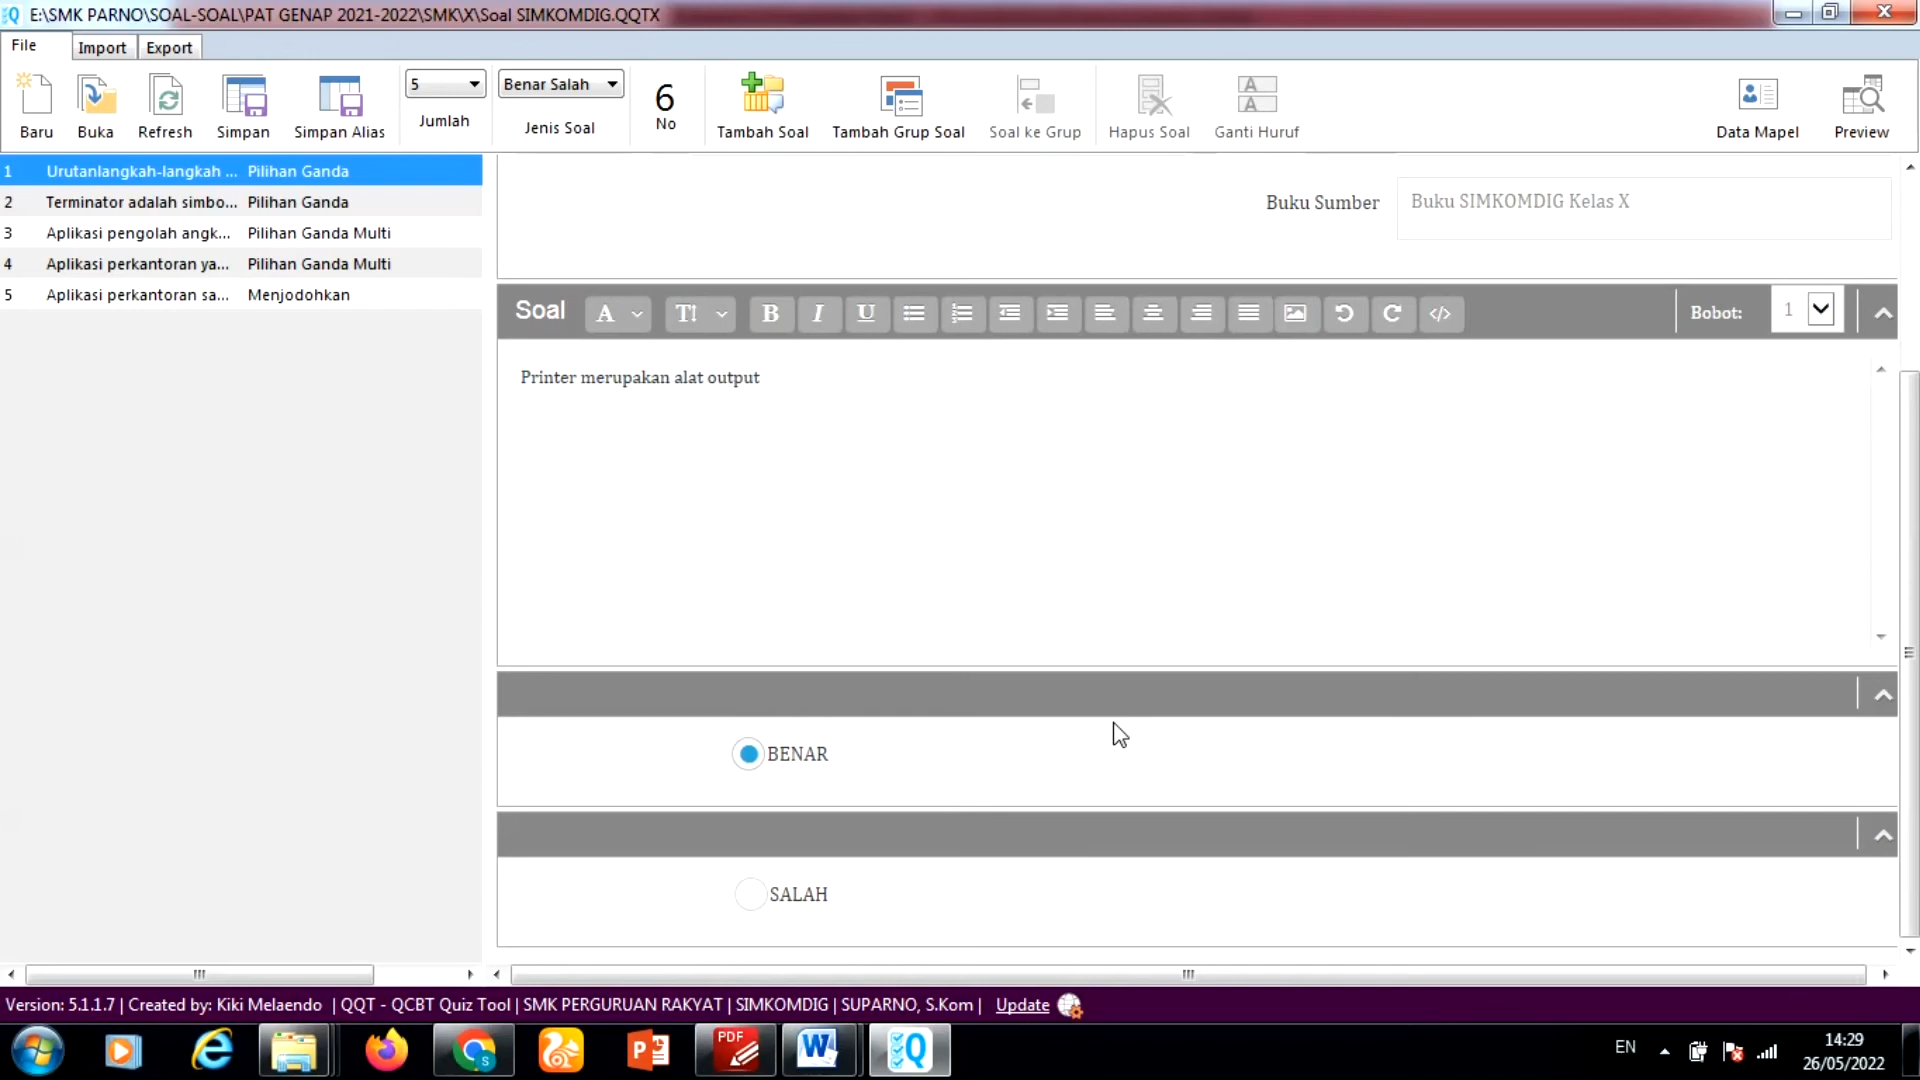 E:\SMK PARNO\SOAL-SOAL\PAT GENAP 2021-2022\SMK\X\Soal SIMKOMDIG.QQTX
File Import Export
Baru Buka Refresh Simpan Simpan Alias
5 Jumlah
Benar Salah Jenis Soal
6 No
Tambah Soal Tambah Grup Soal Soal ke Grup Hapus Soal Ganti Huruf Data Mapel Preview
1 Urutanlangkah-langkah ... Pilihan Ganda
2 Terminator adalah simbo... Pilihan Ganda
3 Aplikasi pengolah angk... Pilihan Ganda Multi
4 Aplikasi perkantoran ya... Pilihan Ganda Multi
5 Aplikasi perkantoran sa... Menjodohkan
Buku Sumber Buku SIMKOMDIG Kelas X
Soal A T B I U </> Bobot: 1
Printer merupakan alat output
BENAR
SALAH
Version: 5.1.1.7 | Created by: Kiki Melaendo | QQT - QCBT Quiz Tool | SMK PERGURUAN RAKYAT | SIMKOMDIG | SUPARNO, S.Kom | Update
EN 14:29
26/05/2022